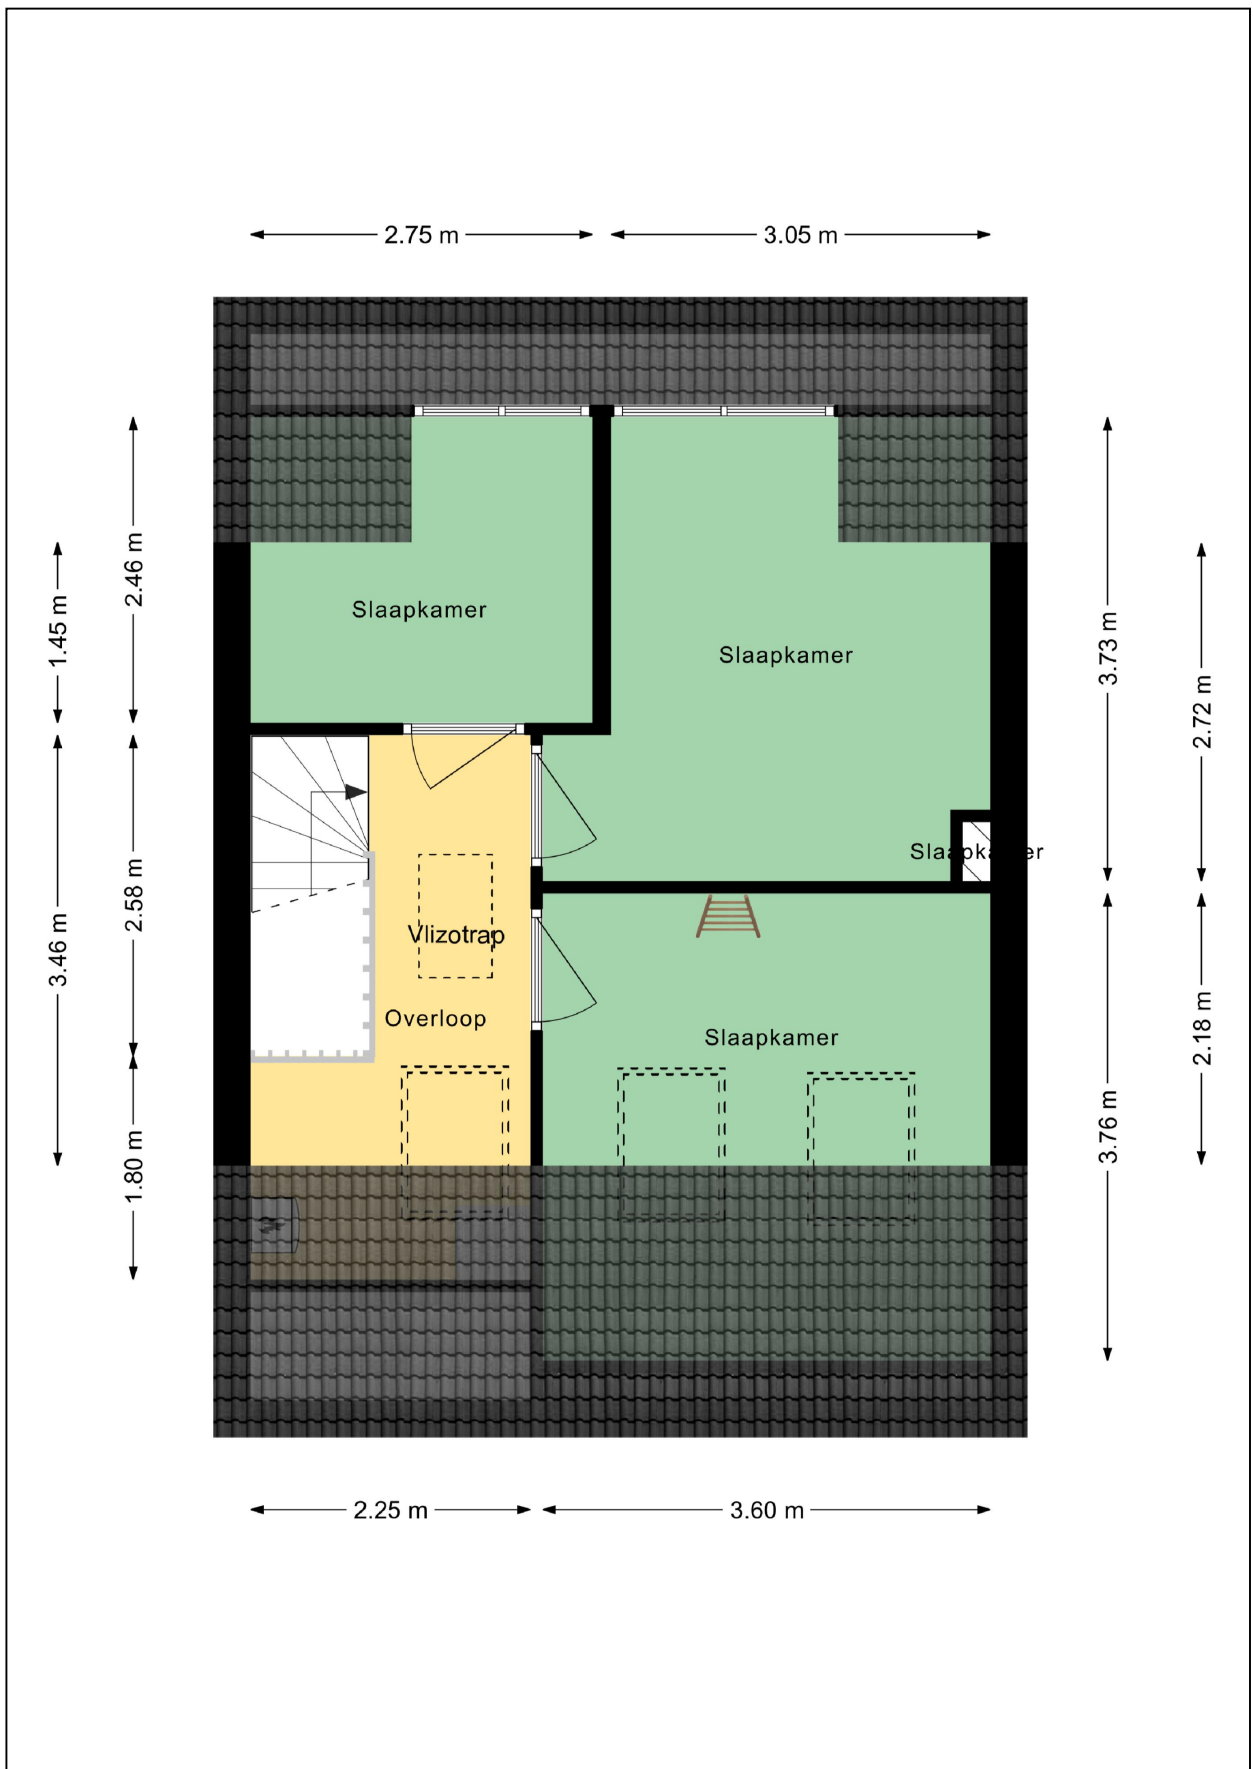 2.75 m
3.05 m
2.46 m
1.45 m
Slaapkamer
Slaapkamer
3.73 m
2.72 m
Slaapkamer
2.58 m
3.46 m
Vlizotrap
Overloop
Slaapkamer
2.18 m
3.76 m
1.80 m
2.25 m
3.60 m